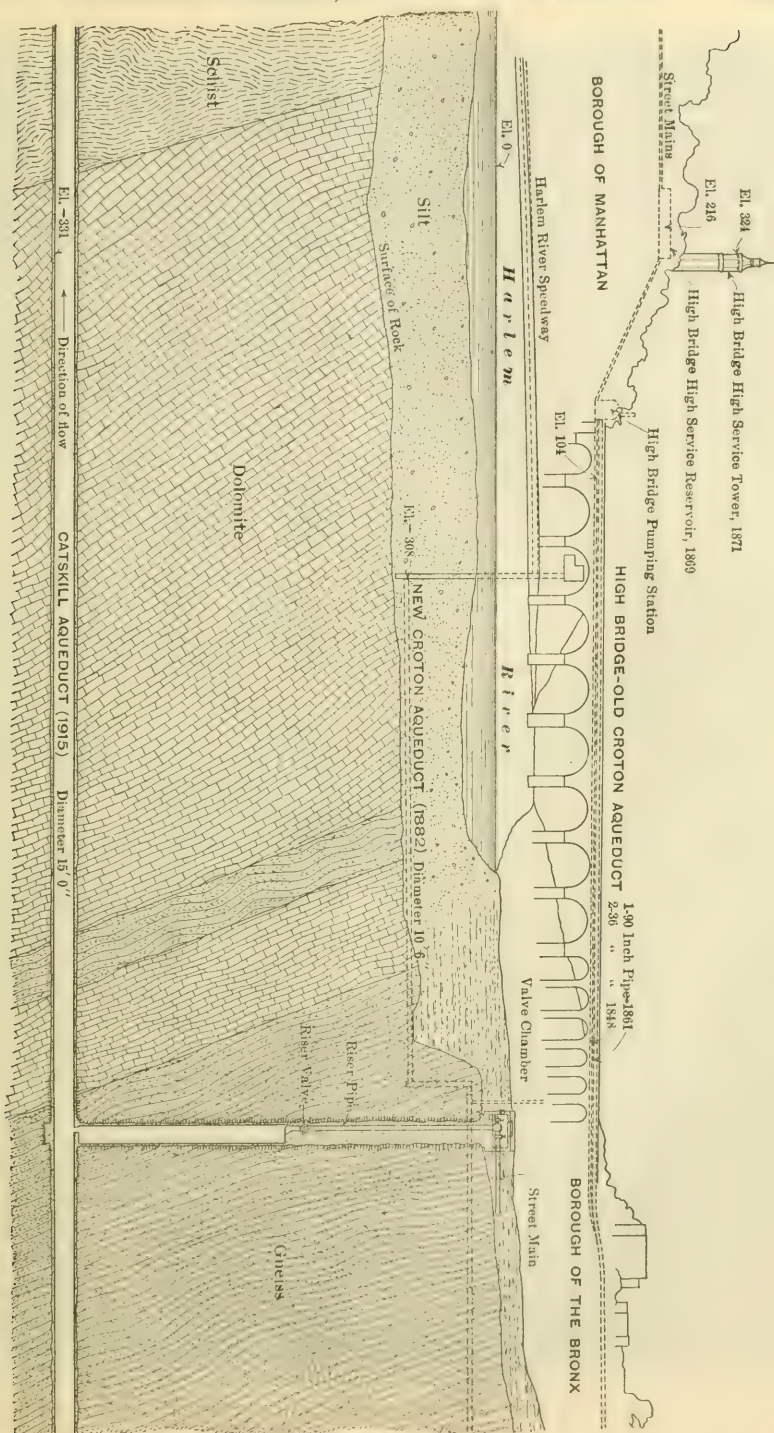 El. 324
High Bridge High Service Tower, 1871
El. 216
High Bridge High Service Reservoir, 1869
Street Mains
High Bridge Pumping Station
BOROUGH OF MANHATTAN
HIGH BRIDGE-OLD CROTON AQUEDUCT
1-90 Inch Pipe-1861
2-36 " " 1848
BOROUGH OF THE BRONX
El. 104
Harlem River Speedway
Valve Chamber
Street Main
El. 0
Harlem River
Silt
Surface of Rock
El.- 308
NEW CROTON AQUEDUCT (1882) Diameter 10' 6"
Riser Pipe
Riser Valve
Schist
Dolomite
Gneiss
El. -331
Direction of flow
CATSKILL AQUEDUCT (1915)
Diameter 15' 0"